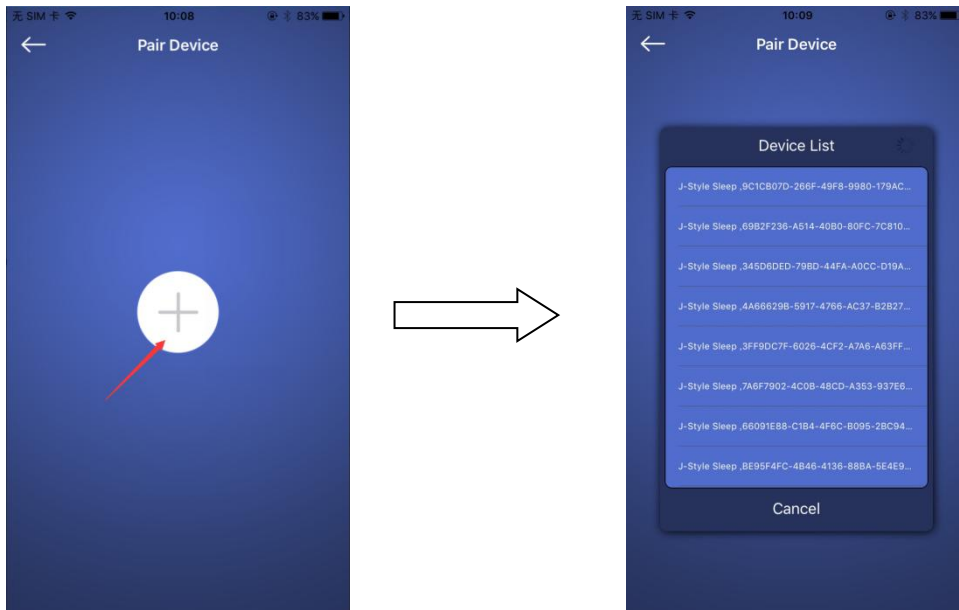 无 SIM 卡 10:08 83%
Pair Device
无 SIM 卡 10:09 83%
Pair Device
Device List
J-Style Sleep ,9C1CB07D-266F-49F8-9980-179AC...
J-Style Sleep ,69B2F236-A514-40B0-80FC-7C810...
J-Style Sleep ,345D6DED-79BD-44FA-A0CC-D19A...
J-Style Sleep ,4A66629B-5917-4766-AC37-B2B27...
J-Style Sleep ,3FF9DC7F-6026-4CF2-A7A6-A63FF...
J-Style Sleep ,7A6F7902-4C0B-48CD-A353-937E6...
J-Style Sleep ,66091E88-C1B4-4F6C-B095-2BC94...
J-Style Sleep ,BE95F4FC-4B46-4136-88BA-5E4E9...
Cancel